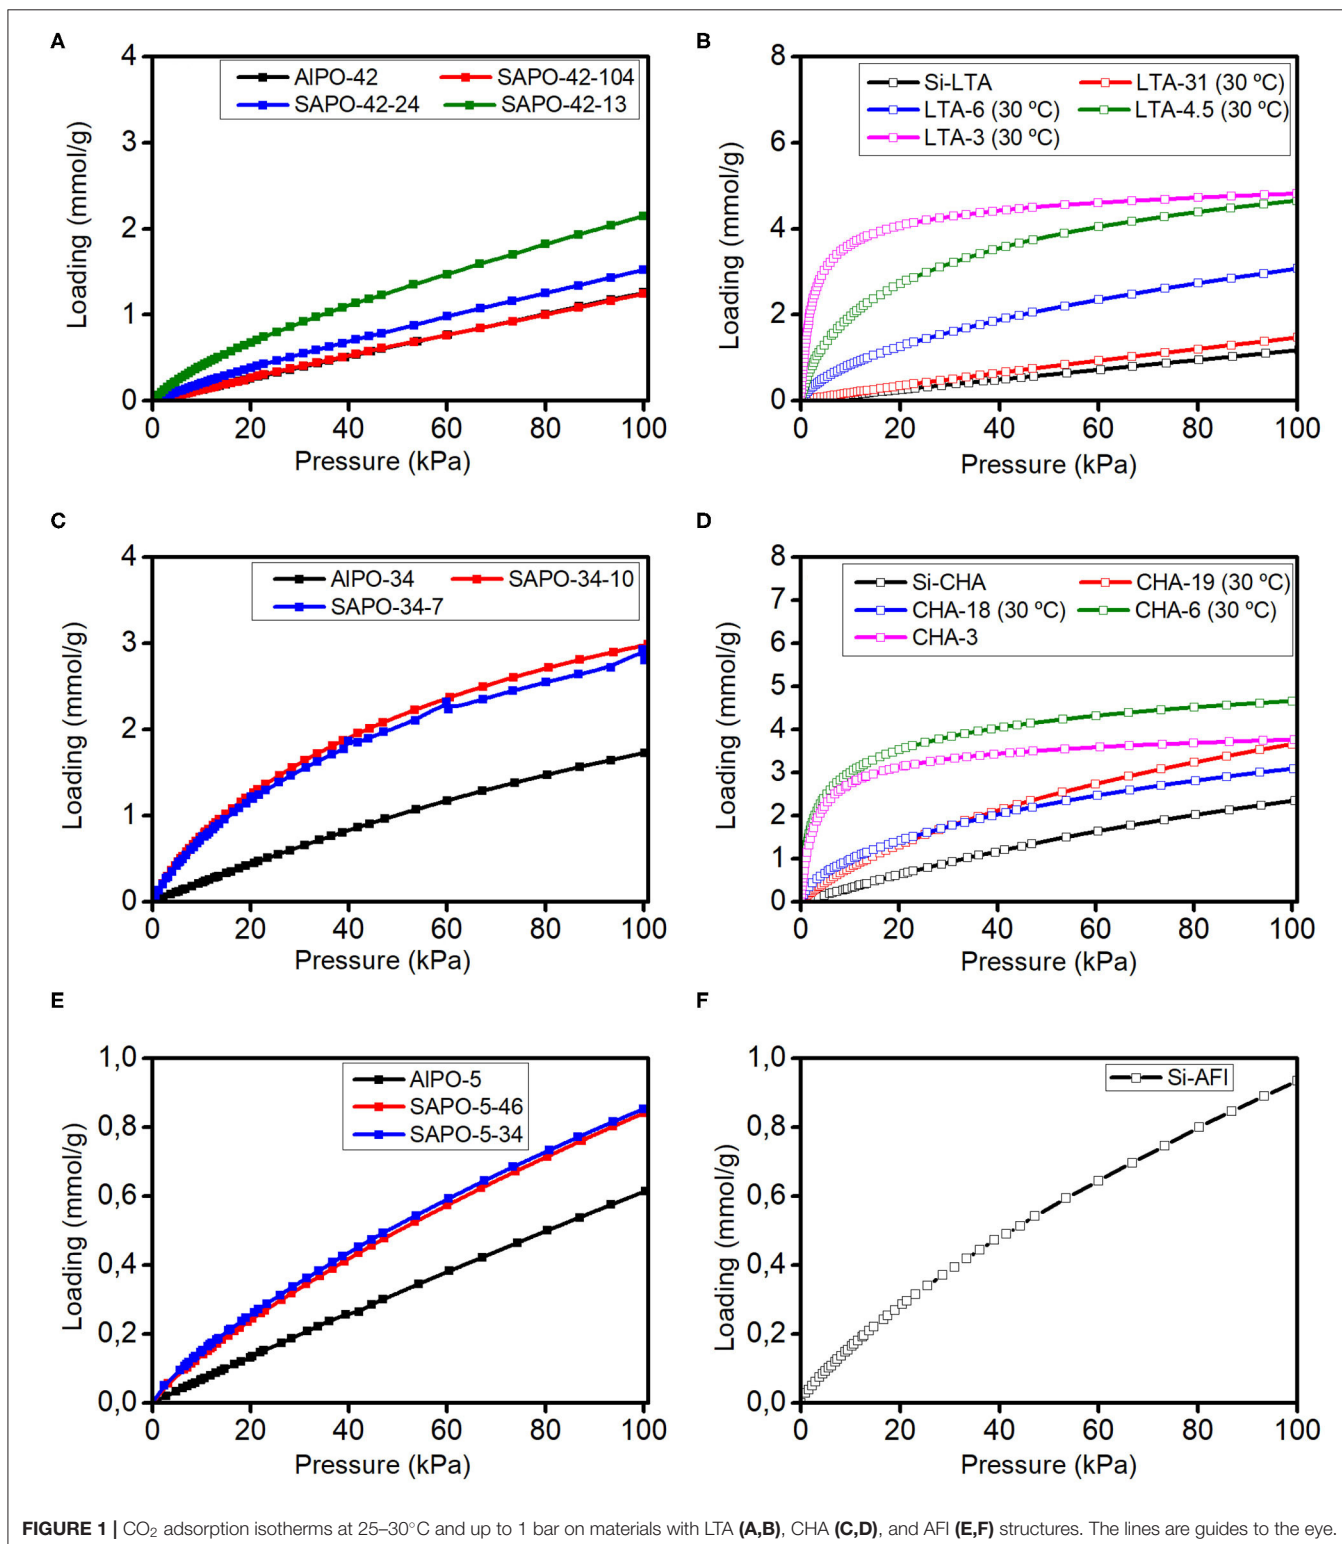 A
AlPO-42 SAPO-42-104
SAPO-42-24 SAPO-42-13
4
3
2
1
0
0 20 40 60 80 100
Loading (mmol/g)
Pressure (kPa)
B
Si-LTA LTA-31 (30 ºC)
LTA-6 (30 ºC) LTA-4.5 (30 ºC)
LTA-3 (30 ºC)
8
6
4
2
0
0 20 40 60 80 100
Loading (mmol/g)
Pressure (kPa)
C
AlPO-34 SAPO-34-10
SAPO-34-7
4
3
2
1
0
0 20 40 60 80 100
Loading (mmol/g)
Pressure (kPa)
D
Si-CHA CHA-19 (30 ºC)
CHA-18 (30 ºC) CHA-6 (30 ºC)
CHA-3
8
7
6
5
4
3
2
1
0
0 20 40 60 80 100
Loading (mmol/g)
Pressure (kPa)
E
AlPO-5
SAPO-5-46
SAPO-5-34
1,0
0,8
0,6
0,4
0,2
0,0
0 20 40 60 80 100
Loading (mmol/g)
Pressure (kPa)
F
Si-AFI
1,0
0,8
0,6
0,4
0,2
0,0
0 20 40 60 80 100
Loading (mmol/g)
Pressure (kPa)
FIGURE 1 | CO₂ adsorption isotherms at 25–30°C and up to 1 bar on materials with LTA (A,B), CHA (C,D), and AFI (E,F) structures. The lines are guides to the eye.